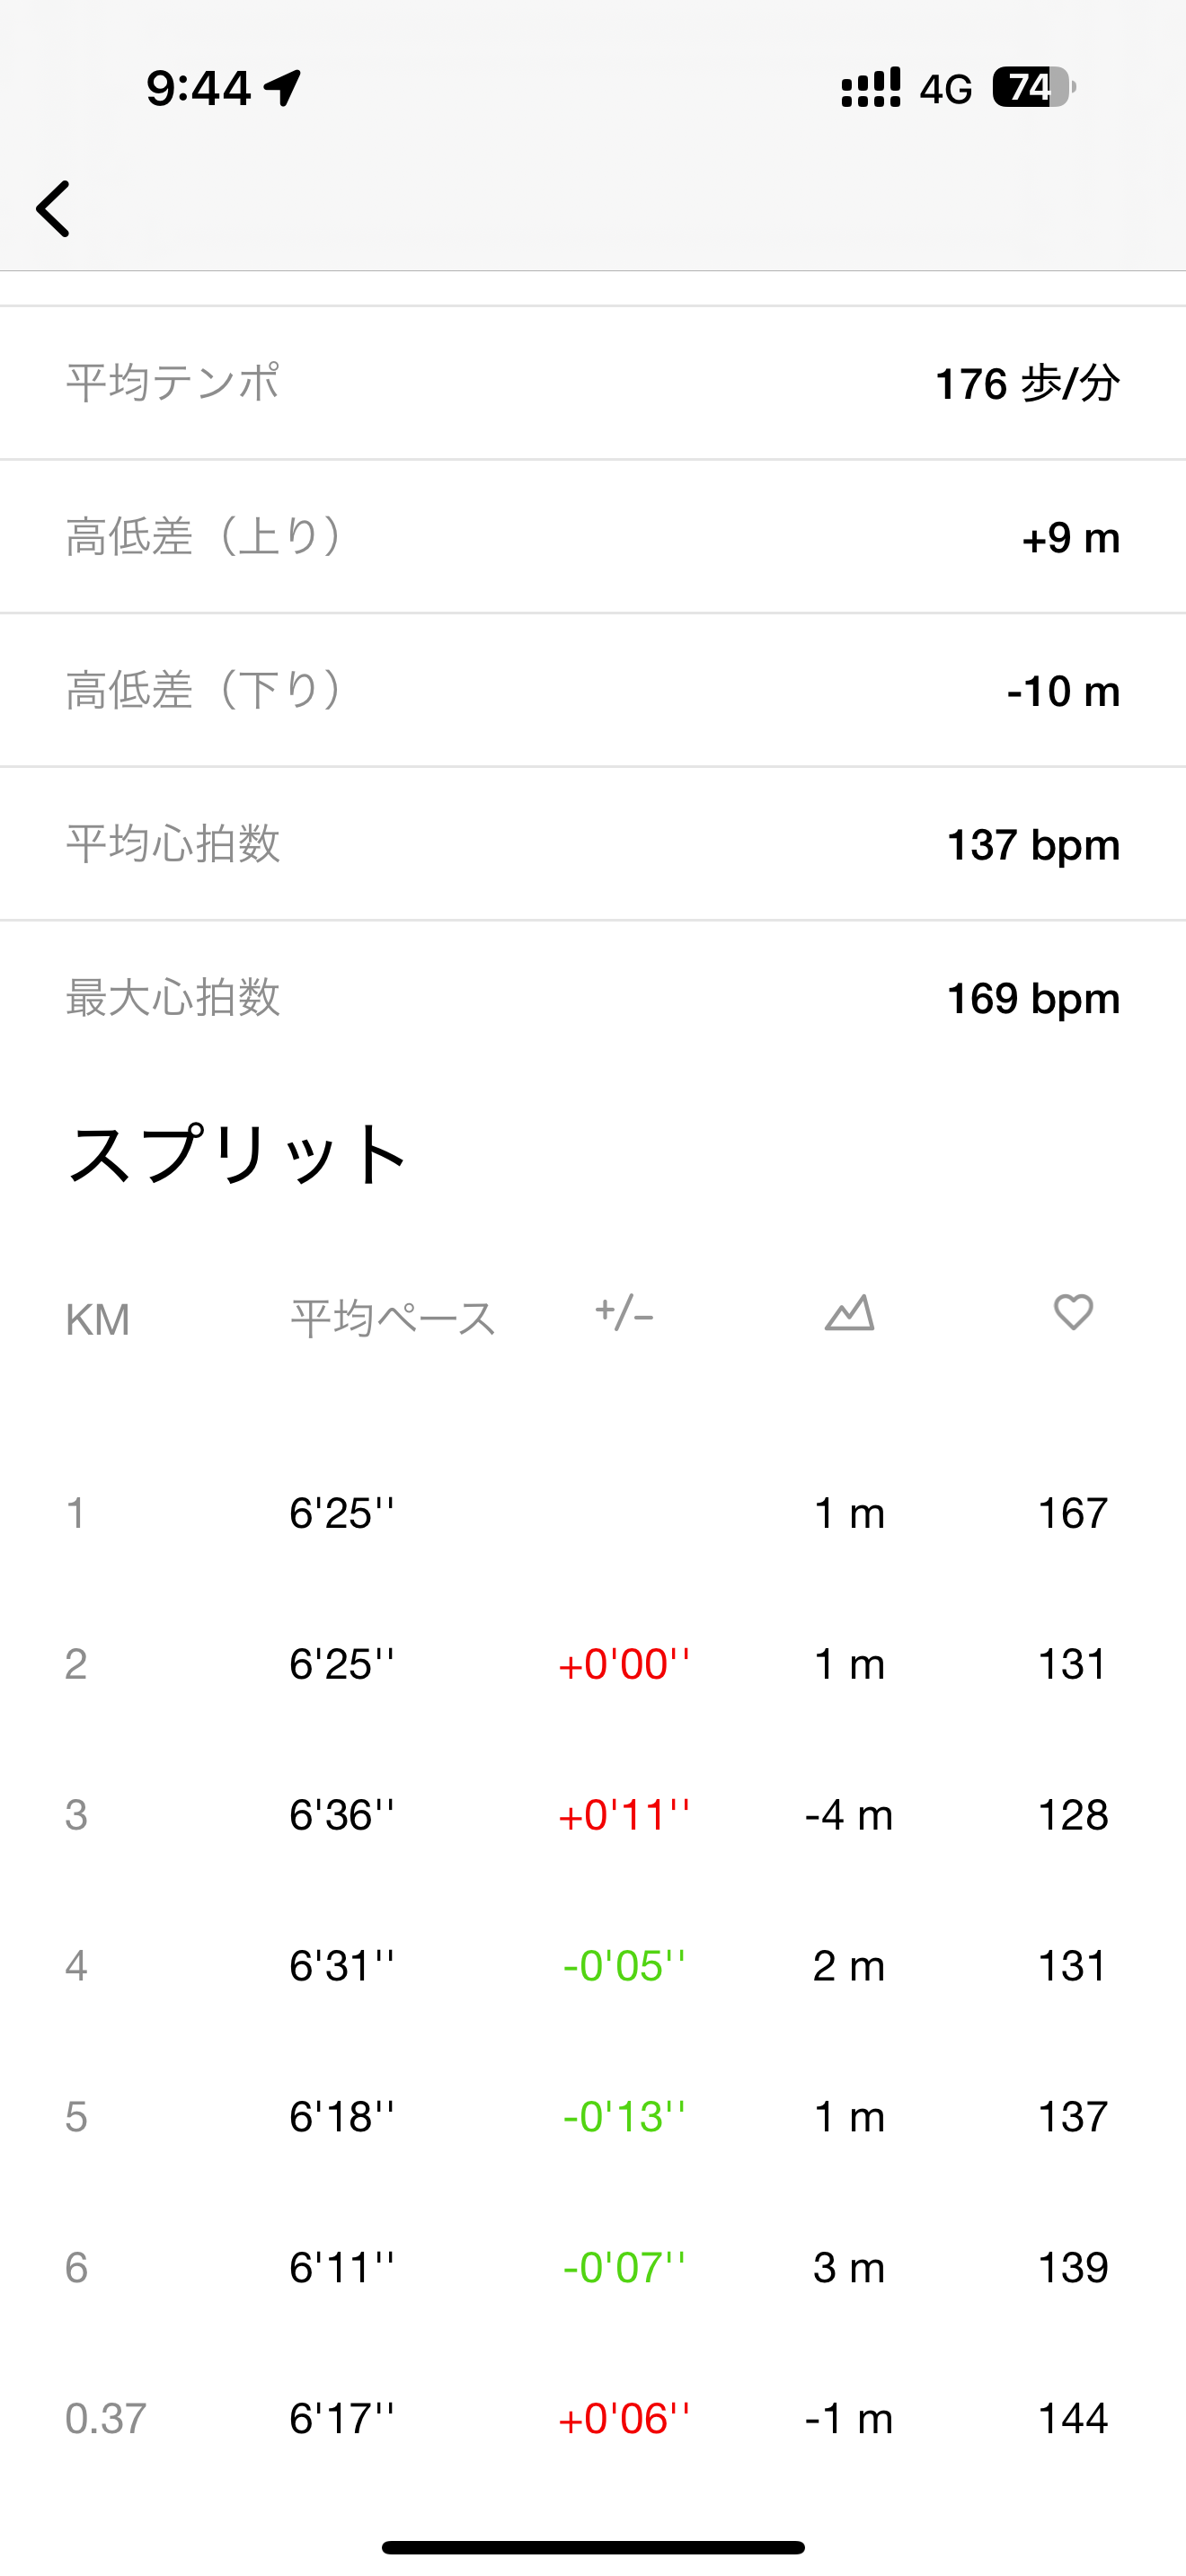 9:44 4G 74
平均テンポ 176 歩/分
高低差（上り） +9 m
高低差（下り） -10 m
平均心拍数 137 bpm
最大心拍数 169 bpm
スプリット
KM 平均ペース +/-
1 6'25'' 1 m 167
2 6'25'' +0'00'' 1 m 131
3 6'36'' +0'11'' -4 m 128
4 6'31'' -0'05'' 2 m 131
5 6'18'' -0'13'' 1 m 137
6 6'11'' -0'07'' 3 m 139
0.37 6'17'' +0'06'' -1 m 144